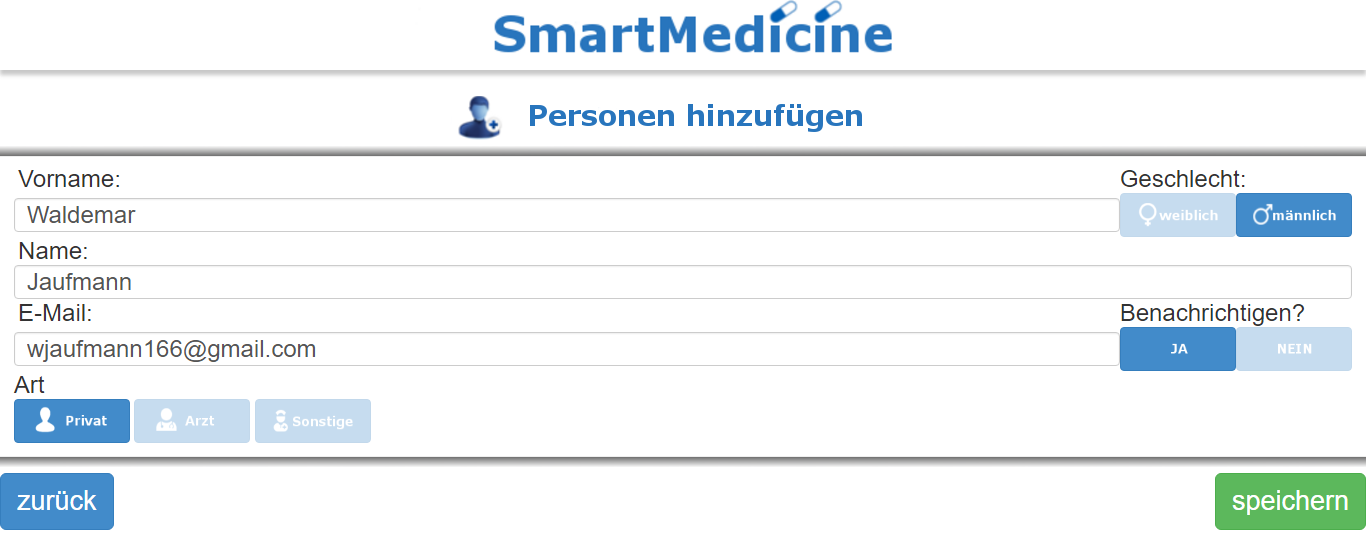 SmartMedicine
Personen hinzufügen
Vorname: Geschlecht:
Waldemar weiblich männlich
Name:
Jaufmann
E-Mail: Benachrichtigen?
wjaufmann166@gmail.com JA NEIN
Art
Privat Arzt Sonstige
zurück speichern